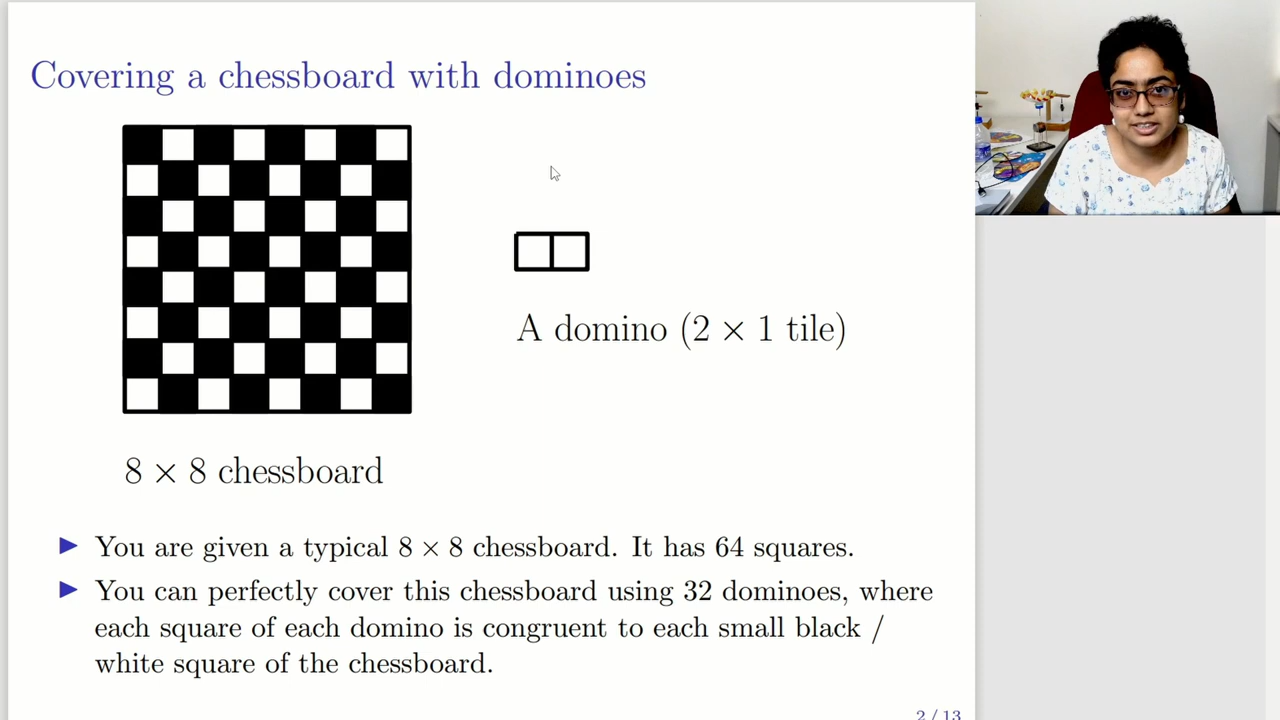 Covering a chessboard with dominoes
A domino (2 × 1 tile)
8 × 8 chessboard
▶ You are given a typical 8 × 8 chessboard. It has 64 squares.
▶ You can perfectly cover this chessboard using 32 dominoes, where
each square of each domino is congruent to each small black /
white square of the chessboard.
2 / 13